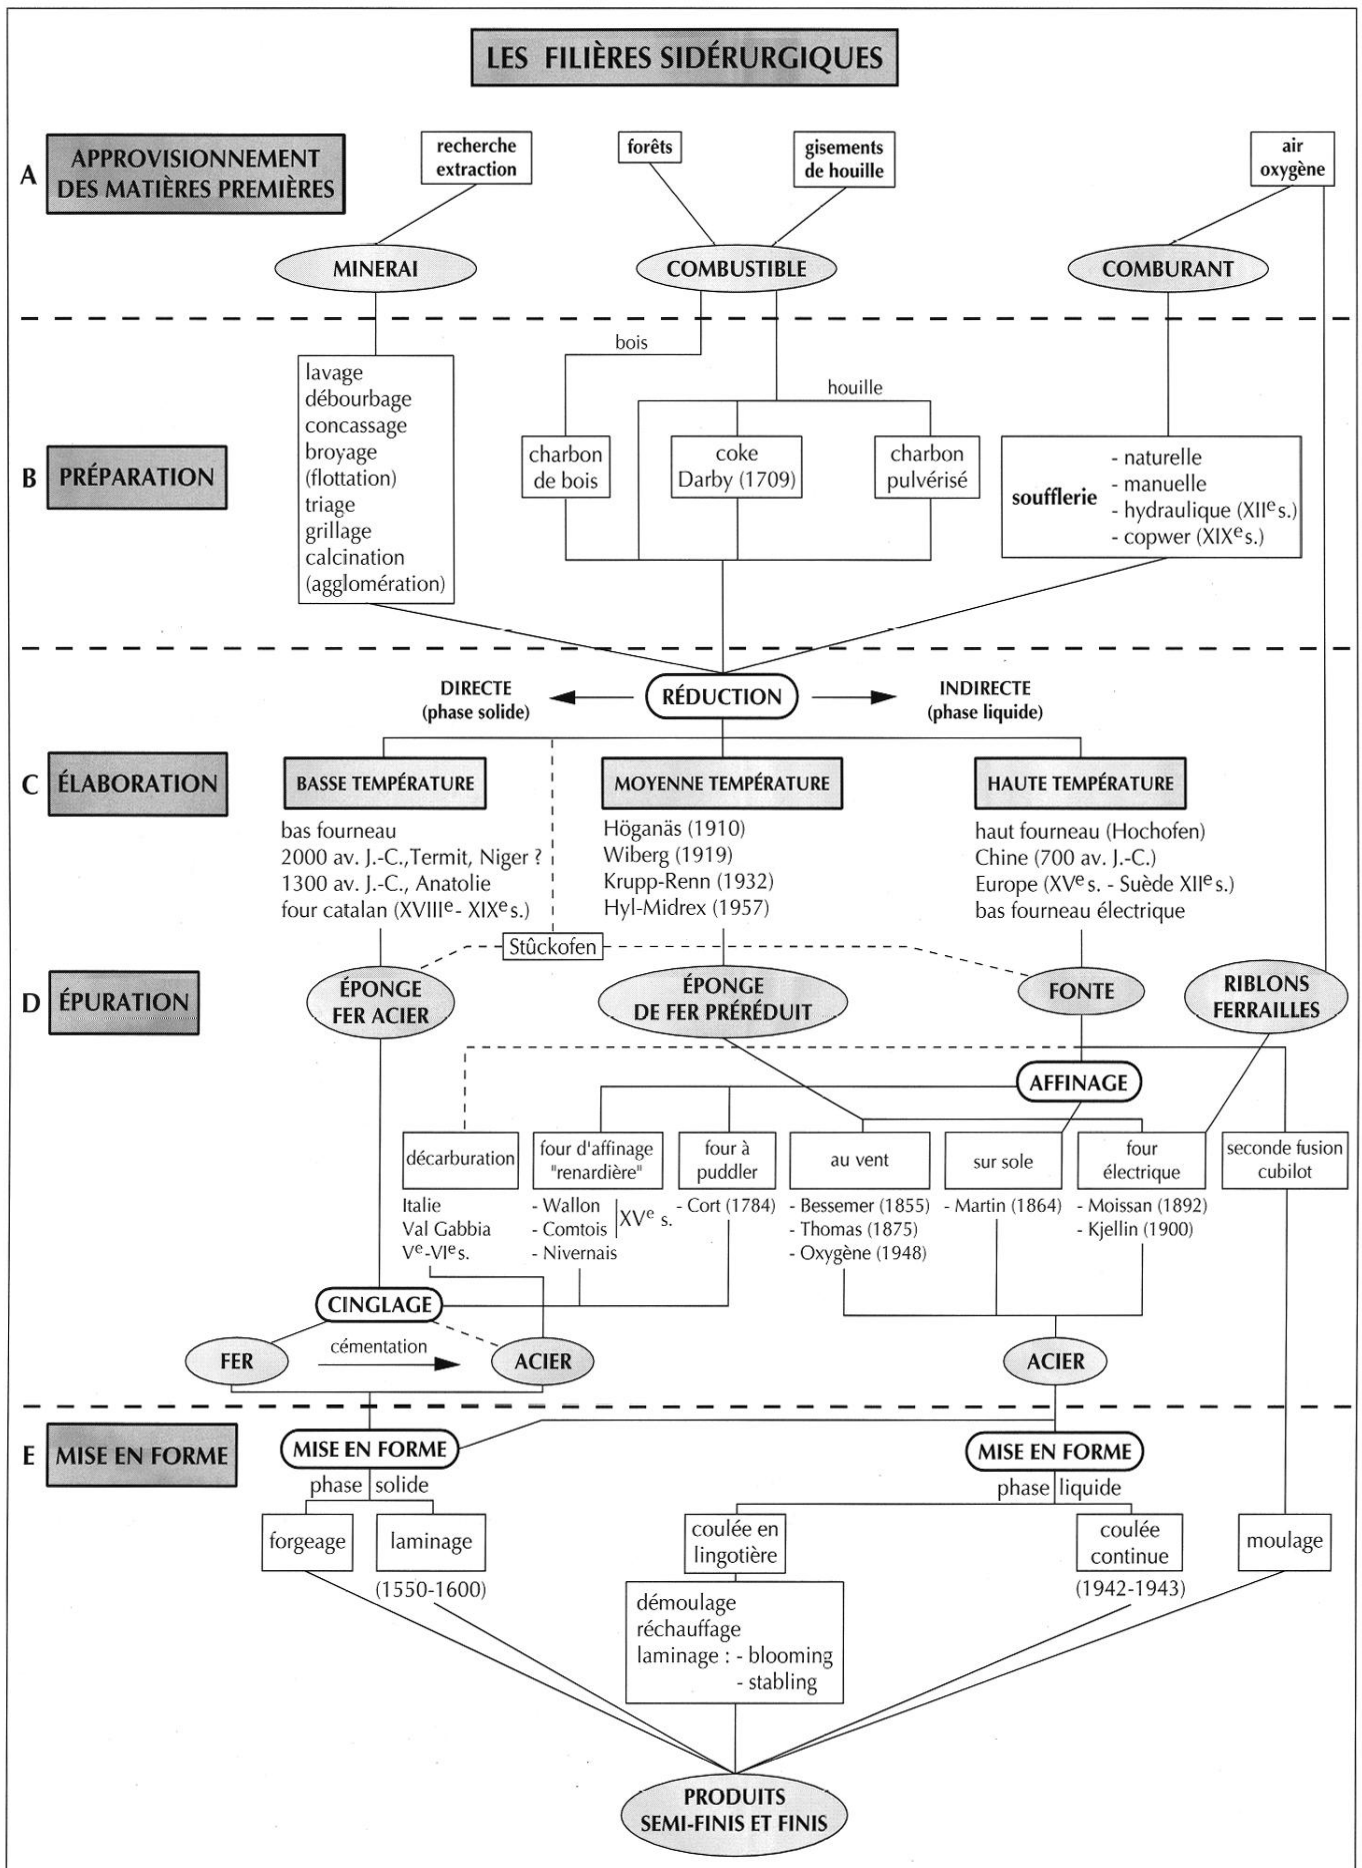 LES FILIÈRES SIDÉRURGIQUES
A
APPROVISIONNEMENT
DES MATIÈRES PREMIÈRES
recherche
extraction
forêts
gisements
de houille
air
oxygène
MINERAI
COMBUSTIBLE
COMBURANT
bois
houille
B
PRÉPARATION
lavage
débourbage
concassage
broyage
(flottation)
triage
grillage
calcination
(agglomération)
charbon
de bois
coke
Darby (1709)
charbon
pulvérisé
soufflerie
- naturelle
- manuelle
- hydraulique (XIIe s.)
- copwer (XIXe s.)
DIRECTE
(phase solide)
RÉDUCTION
INDIRECTE
(phase liquide)
C
ÉLABORATION
BASSE TEMPÉRATURE
bas fourneau
2000 av. J.-C.,Termit, Niger ?
1300 av. J.-C., Anatolie
four catalan (XVIIIe- XIXe s.)
MOYENNE TEMPÉRATURE
Höganäs (1910)
Wiberg (1919)
Krupp-Renn (1932)
Hyl-Midrex (1957)
HAUTE TEMPÉRATURE
haut fourneau (Hochofen)
Chine (700 av. J.-C.)
Europe (XVe s. - Suède XIIe s.)
bas fourneau électrique
Stûckofen
D
ÉPURATION
ÉPONGE
FER ACIER
ÉPONGE
DE FER PRÉRÉDUIT
FONTE
RIBLONS
FERRAILLES
AFFINAGE
décarburation
Italie
Val Gabbia
Ve-VIe s.
four d'affinage
"renardière"
- Wallon
- Comtois
- Nivernais
XVe s.
four à
puddler
- Cort (1784)
au vent
- Bessemer (1855)
- Thomas (1875)
- Oxygène (1948)
sur sole
- Martin (1864)
four
électrique
- Moissan (1892)
- Kjellin (1900)
seconde fusion
cubilot
CINGLAGE
FER
cémentation
ACIER
ACIER
E
MISE EN FORME
MISE EN FORME
phase solide
MISE EN FORME
phase liquide
forgeage
laminage
(1550-1600)
coulée en
lingotière
démoulage
réchauffage
laminage : - blooming
- stabling
coulée
continue
(1942-1943)
moulage
PRODUITS
SEMI-FINIS ET FINIS